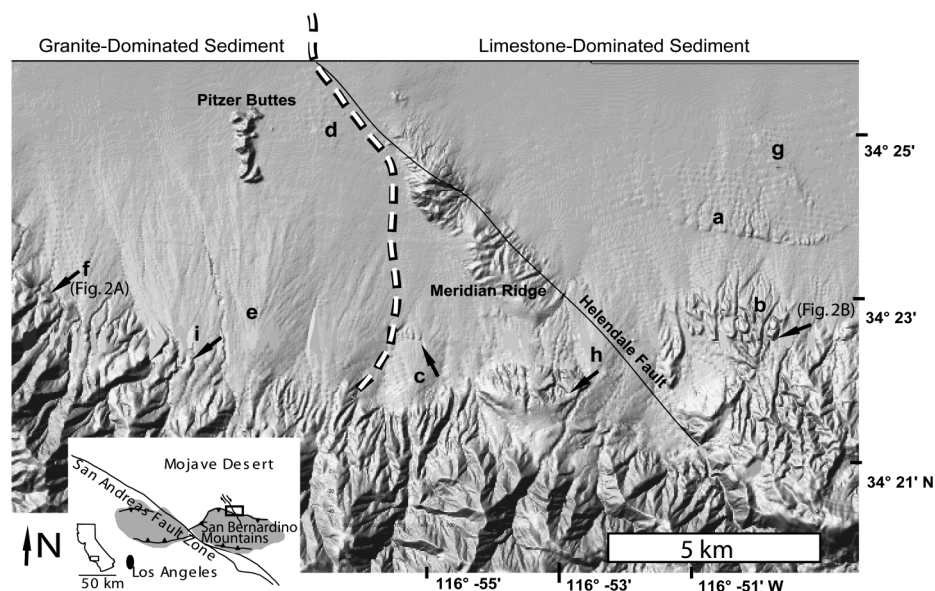 Granite-Dominated Sediment
Limestone-Dominated Sediment
Pitzer Buttes
d
g
34° 25'
a
f
(Fig. 2A)
Meridian Ridge
b
(Fig. 2B)
34° 23'
e
i
Helendale Fault
h
c
34° 21' N
Mojave Desert
San Andreas Fault Zone
San Bernardino
Mountains
N
Los Angeles
50 km
5 km
116° -55'
116° -53'
116° -51' W